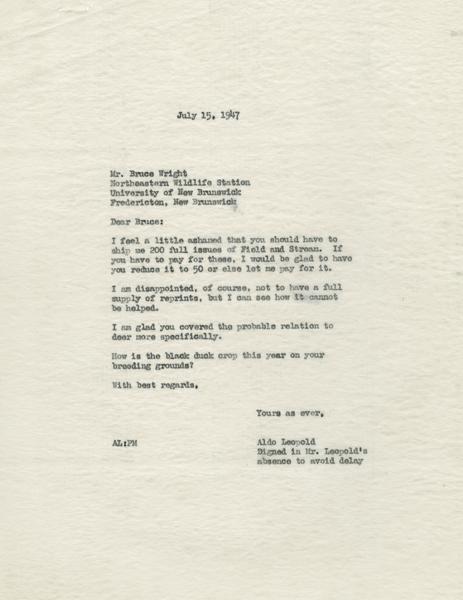 July 15, 1947
Mr. Bruce Wright
Northeastern Wildlife Station
University of New Brunswick
Fredericton, New Brunswick
Dear Bruce:
I feel a little ashamed that you should have to
ship me 200 full issues of Field and Stream. If
you have to pay for these, I would be glad to have
you reduce it to 50 or else let me pay for it.
I am disappointed, of course, not to have a full
supply of reprints, but I can see how it cannot
be helped.
I am glad you covered the probable relation to
deer more specifically.
How is the black duck crop this year on your
breeding grounds?
With best regards,
Yours as ever,
AL:PM
Aldo Leopold
Digned in Mr. Leopold's
absence to avoid delay